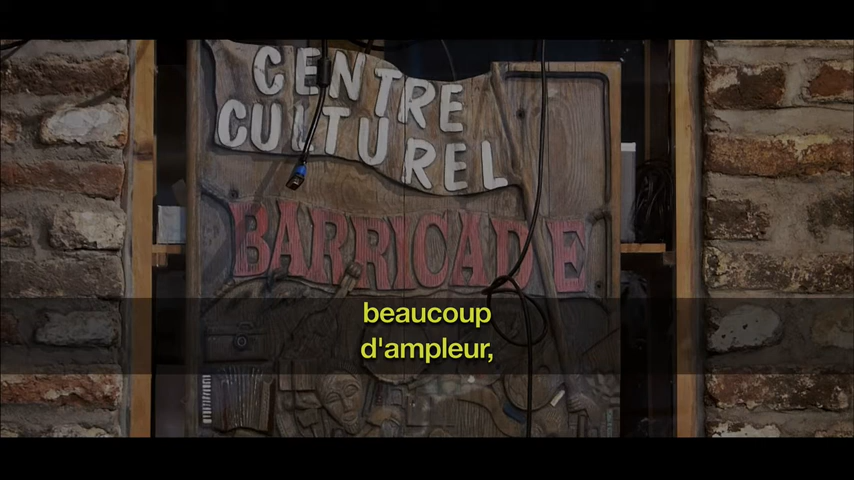 CENTRE
CULTUREL
BARRICADE
beaucoup
d'ampleur,